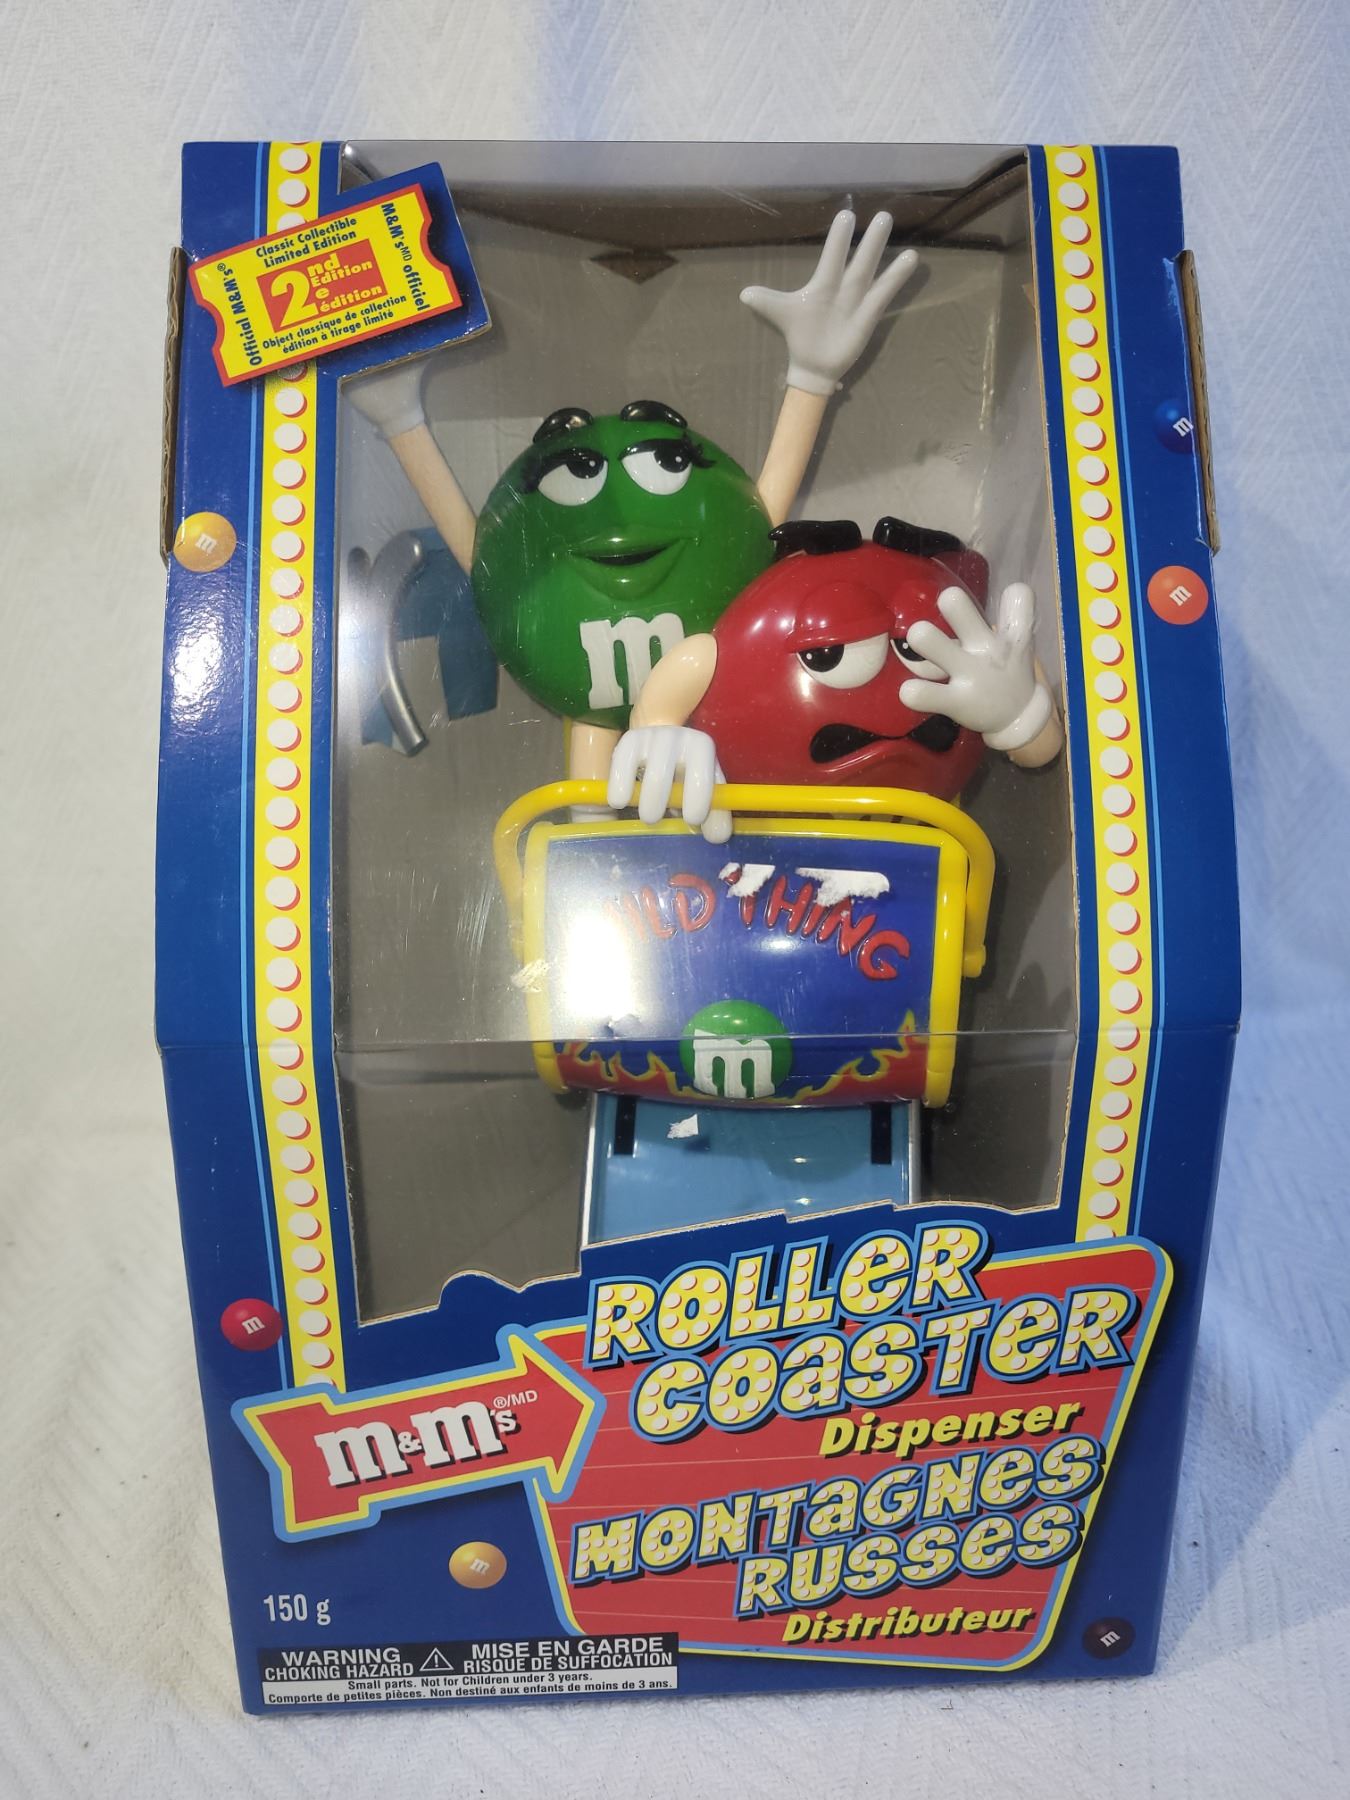 Official M&M's®
Classic Collectible
Limited Edition
2nd
Edition
e
édition
Object classique de collection
édition à tirage limité
M&M'sMD officiel
m
m
m
m
THING
m
m
m
m&m's®/MD
ROLLeR
COaSTeR
Dispenser
MONTaGNeS
RUSSeS
Distributeur
m
m
150 g
WARNING
CHOKING HAZARD
MISE EN GARDE
RISQUE DE SUFFOCATION
Small parts. Not for Children under 3 years.
Comporte de petites pièces. Non destiné aux enfants de moins de 3 ans.